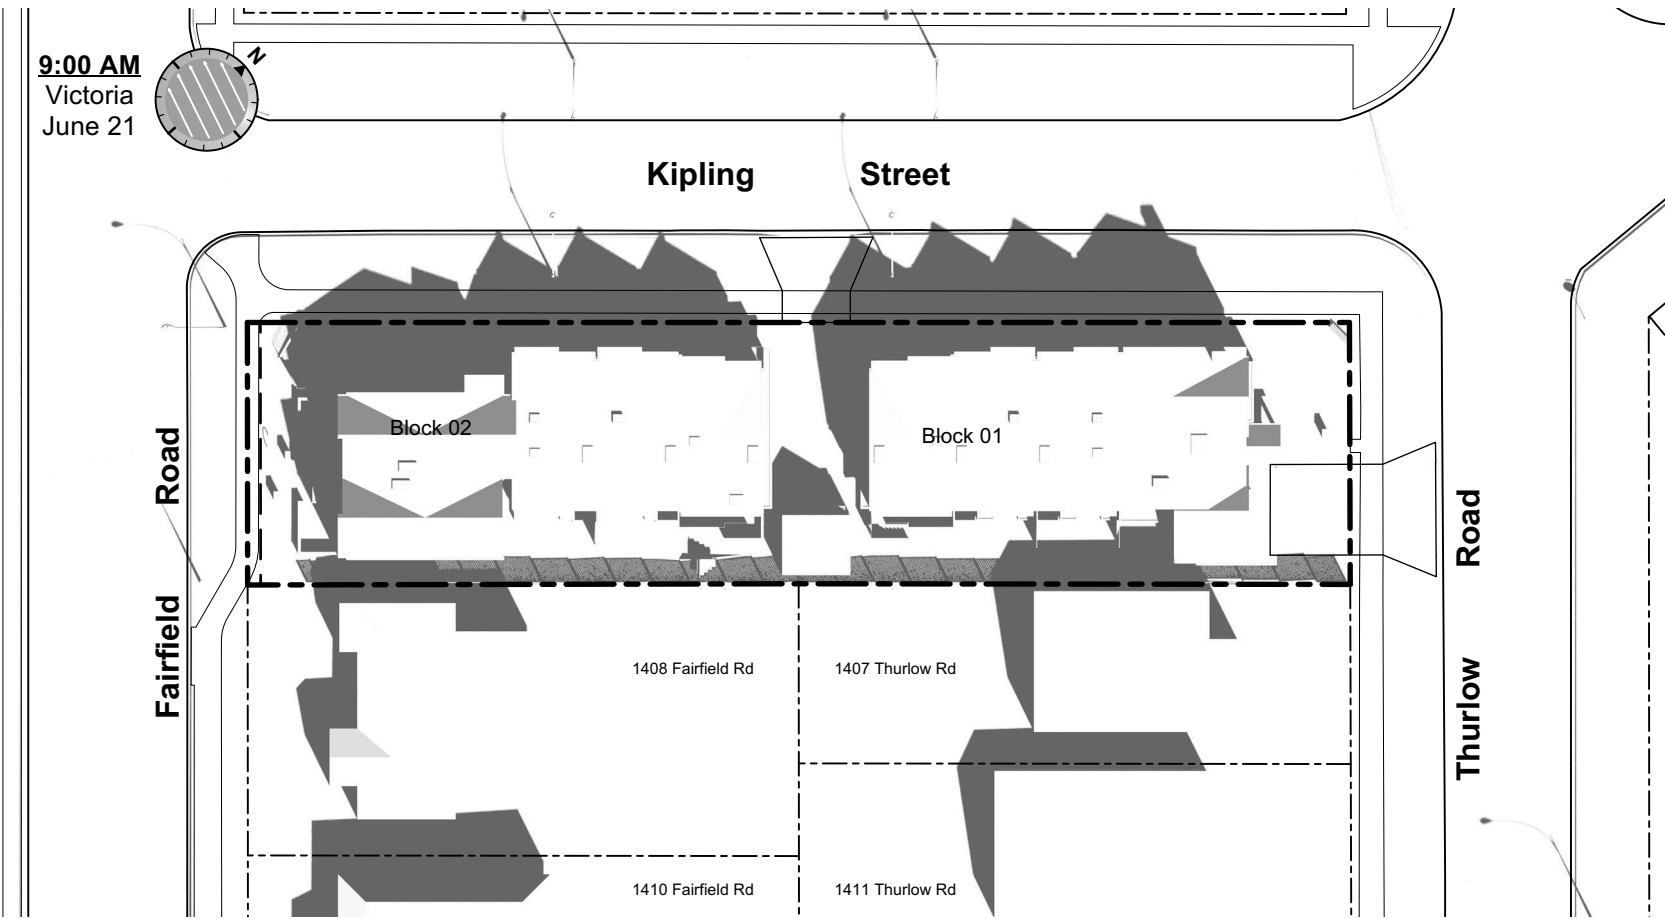 9:00 AM
Victoria
June 21
N
Kipling Street
Block 02
Block 01
Fairfield Road
Thurlow Road
1408 Fairfield Rd
1407 Thurlow Rd
1410 Fairfield Rd
1411 Thurlow Rd